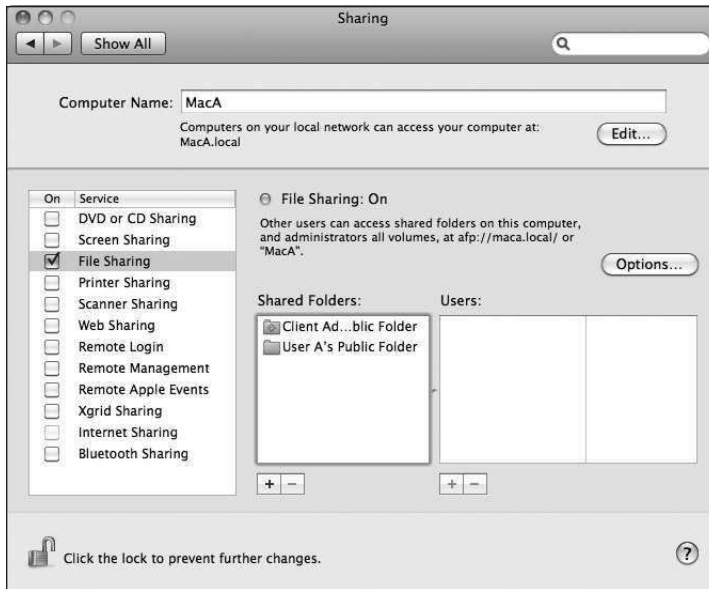 Sharing
Show All
Computer Name: MacA
Computers on your local network can access your computer at:
MacA.local
Edit...
On Service
DVD or CD Sharing
Screen Sharing
File Sharing
Printer Sharing
Scanner Sharing
Web Sharing
Remote Login
Remote Management
Remote Apple Events
Xgrid Sharing
Internet Sharing
Bluetooth Sharing
File Sharing: On
Other users can access shared folders on this computer,
and administrators all volumes, at afp://maca.local/ or
“MacA”.
Options...
Shared Folders:
Client Ad...blic Folder
User A's Public Folder
+ −
Users:
+ −
Click the lock to prevent further changes.
?